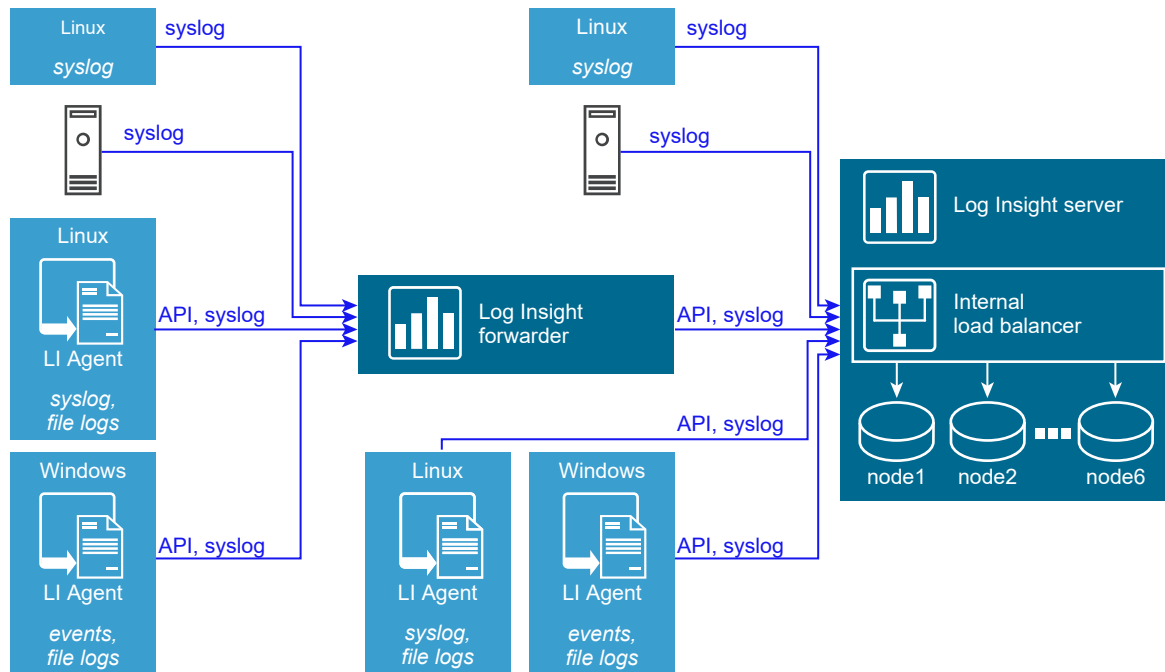 Linux
syslog
syslog
syslog
Linux
LI Agent
syslog,
file logs
API, syslog
Windows
LI Agent
events,
file logs
API, syslog
Log Insight
forwarder
API, syslog
Linux
syslog
syslog
syslog
Linux
LI Agent
syslog,
file logs
API, syslog
Windows
LI Agent
events,
file logs
API, syslog
Log Insight server
Internal
load balancer
node1
node2
node6